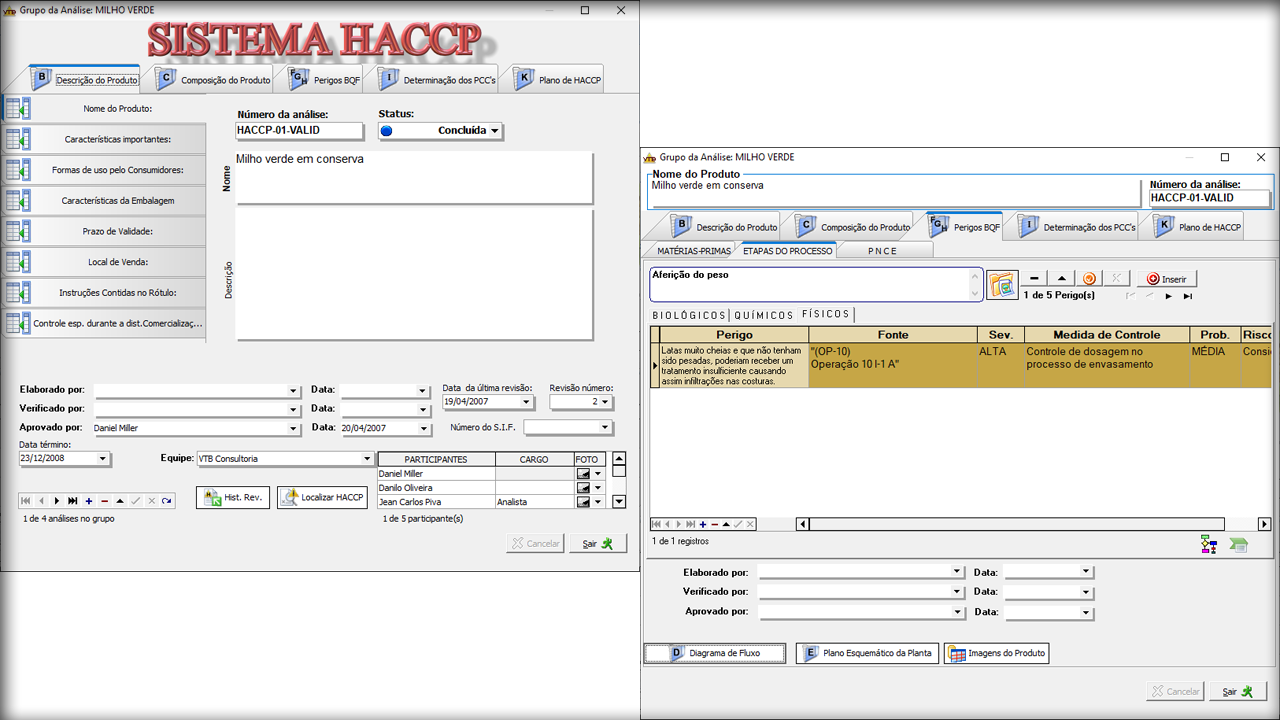 Grupo da Análise: MILHO VERDE
SISTEMA HACCP
B Descrição do Produto
C Composição do Produto
FGH Perigos BQF
I Determinação dos PCC's
K Plano de HACCP
Nome do Produto:
Características importantes:
Formas de uso pelo Consumidores:
Características da Embalagem
Prazo de Validade:
Local de Venda:
Instruções Contidas no Rótulo:
Controle esp. durante a dist.Comercializaç...
Número da análise:
HACCP-01-VALID
Status:
Concluída
Nome
Milho verde em conserva
Descrição
Elaborado por:
Data:
Verificado por:
Data:
Aprovado por: Daniel Miller
Data: 20/04/2007
Data da última revisão:
19/04/2007
Revisão número:
2
Número do S.I.F.
Data término:
23/12/2008
Equipe: VTB Consultoria
PARTICIPANTES CARGO FOTO
Daniel Miller
Danilo Oliveira
Jean Carlos Piva Analista
Hist. Rev.
Localizar HACCP
1 de 4 análises no grupo
1 de 5 participante(s)
Cancelar
Sair
Grupo da Análise: MILHO VERDE
Nome do Produto
Milho verde em conserva
Número da análise:
HACCP-01-VALID
B Descrição do Produto
C Composição do Produto
FGH Perigos BQF
I Determinação dos PCC's
K Plano de HACCP
MATÉRIAS-PRIMAS
ETAPAS DO PROCESSO
P N C E
Aferição do peso
Inserir
1 de 5 Perigo(s)
BIOLÓGICOS
QUÍMICOS
FÍSICOS
Perigo Fonte Sev. Medida de Controle Prob. Risco
Latas muito cheias e que não tenham
sido pesadas, poderiam receber um
tratamento insuficiente causando
assim infiltrações nas costuras.
"(OP-10)
Operação 10 I-1 A"
ALTA
Controle de dosagem no
processo de envasamento
MÉDIA
Consi
1 de 1 registros
Elaborado por:
Data:
Verificado por:
Data:
Aprovado por:
Data:
D Diagrama de Fluxo
E Plano Esquemático da Planta
Imagens do Produto
Cancelar
Sair